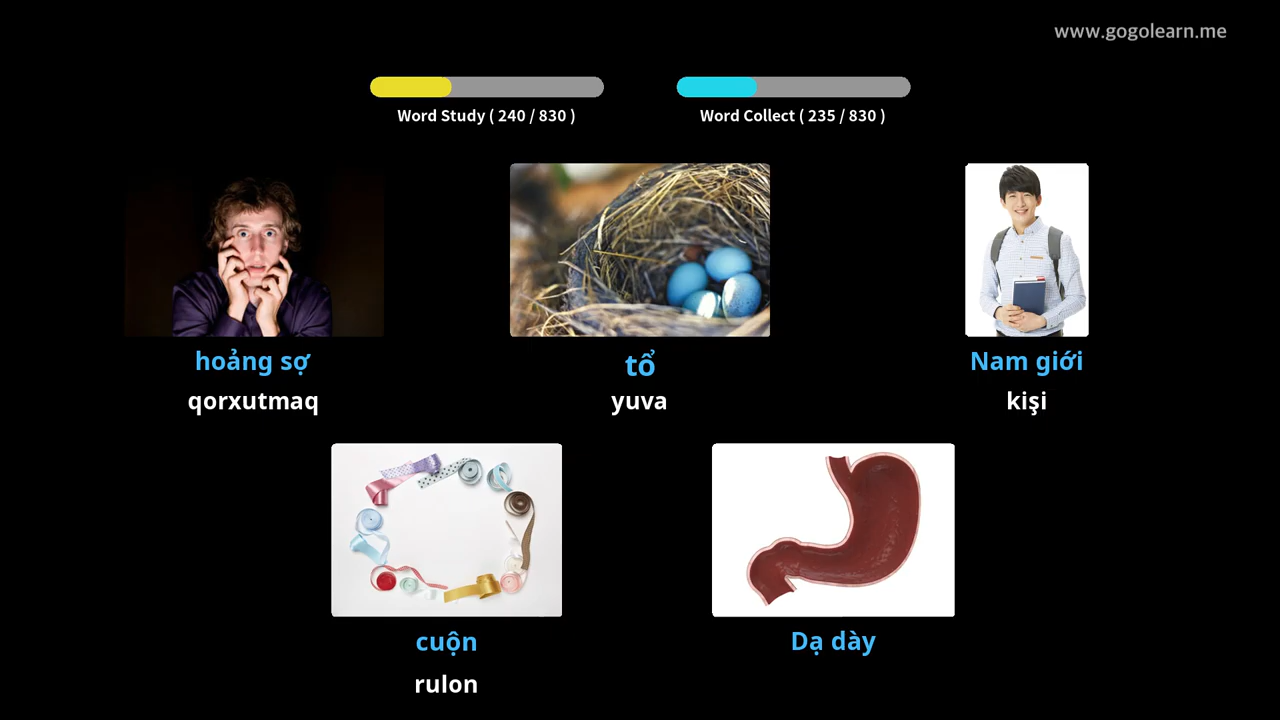 www.gogolearn.me
Word Study ( 240 / 830 )
Word Collect ( 235 / 830 )
hoảng sợ
qorxutmaq
tổ
yuva
Nam giới
kişi
cuộn
rulon
Dạ dày